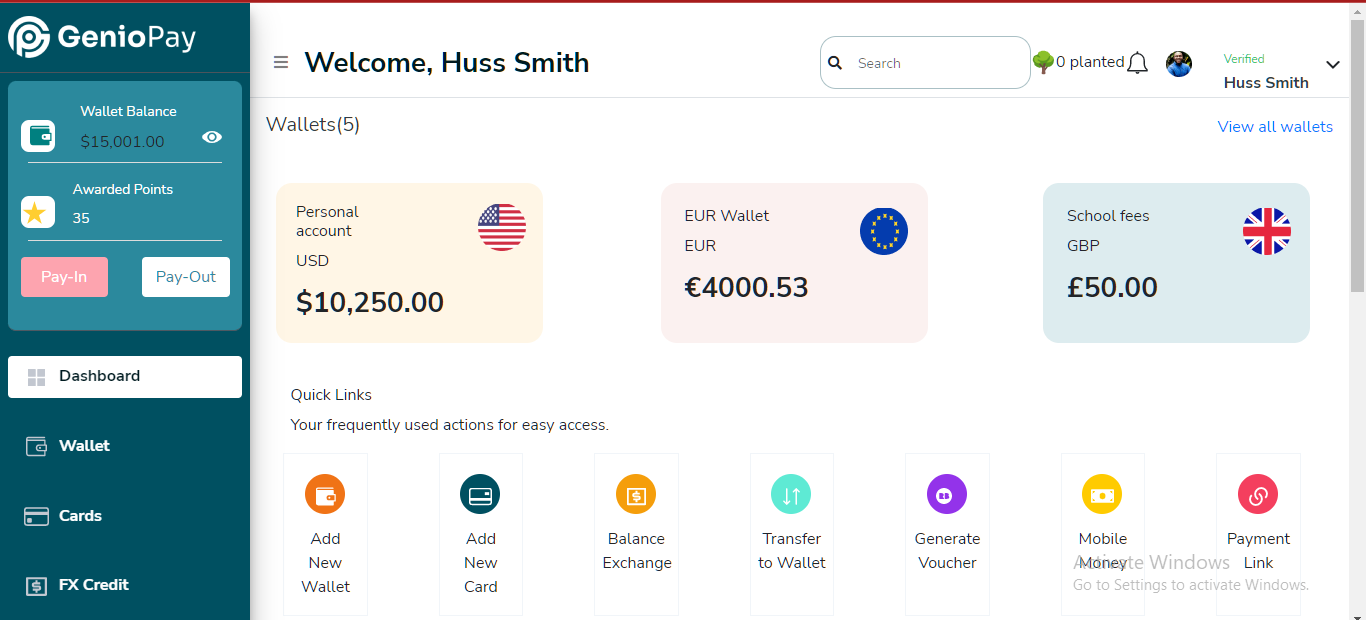 GenioPay
Wallet Balance
$15,001.00
Awarded Points
35
Pay-In
Pay-Out
Dashboard
Wallet
Cards
FX Credit
Welcome, Huss Smith
Search
0 planted
Verified
Huss Smith
Wallets(5)
View all wallets
Personal
account
USD
$10,250.00
EUR Wallet
EUR
€4000.53
School fees
GBP
£50.00
Quick Links
Your frequently used actions for easy access.
Add
New
Wallet
Add
New
Card
Balance
Exchange
Transfer
to Wallet
Generate
Voucher
Mobile
Money
Payment
Link
Activate Windows
Go to Settings to activate Windows.